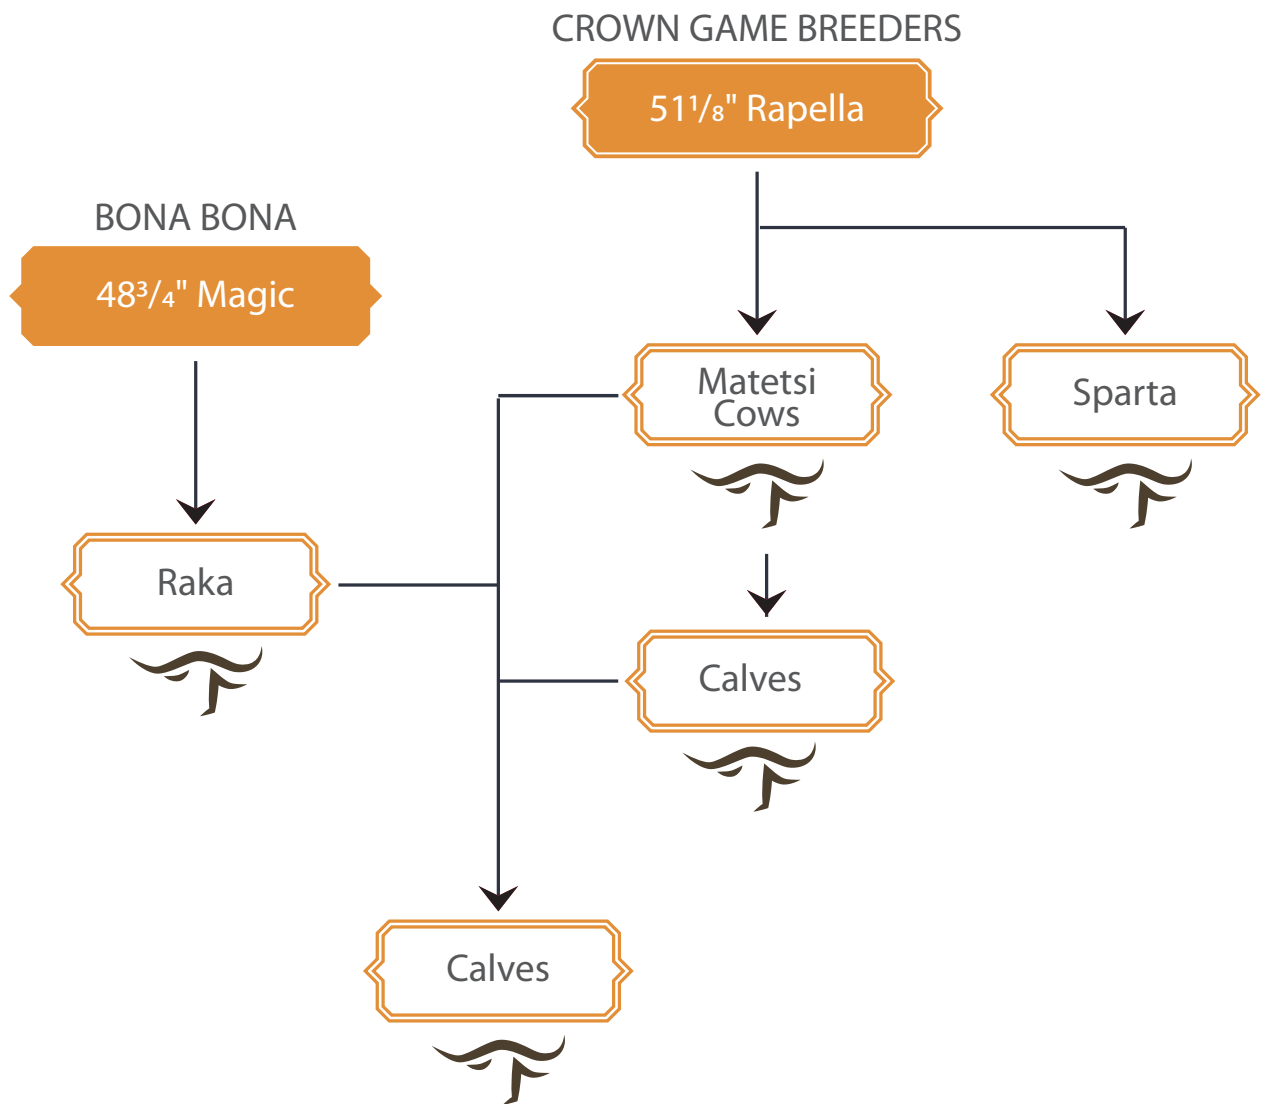 CROWN GAME BREEDERS
51¹/₈" Rapella
BONA BONA
48³/₄" Magic
Matetsi
Cows
Sparta
Raka
Calves
Calves